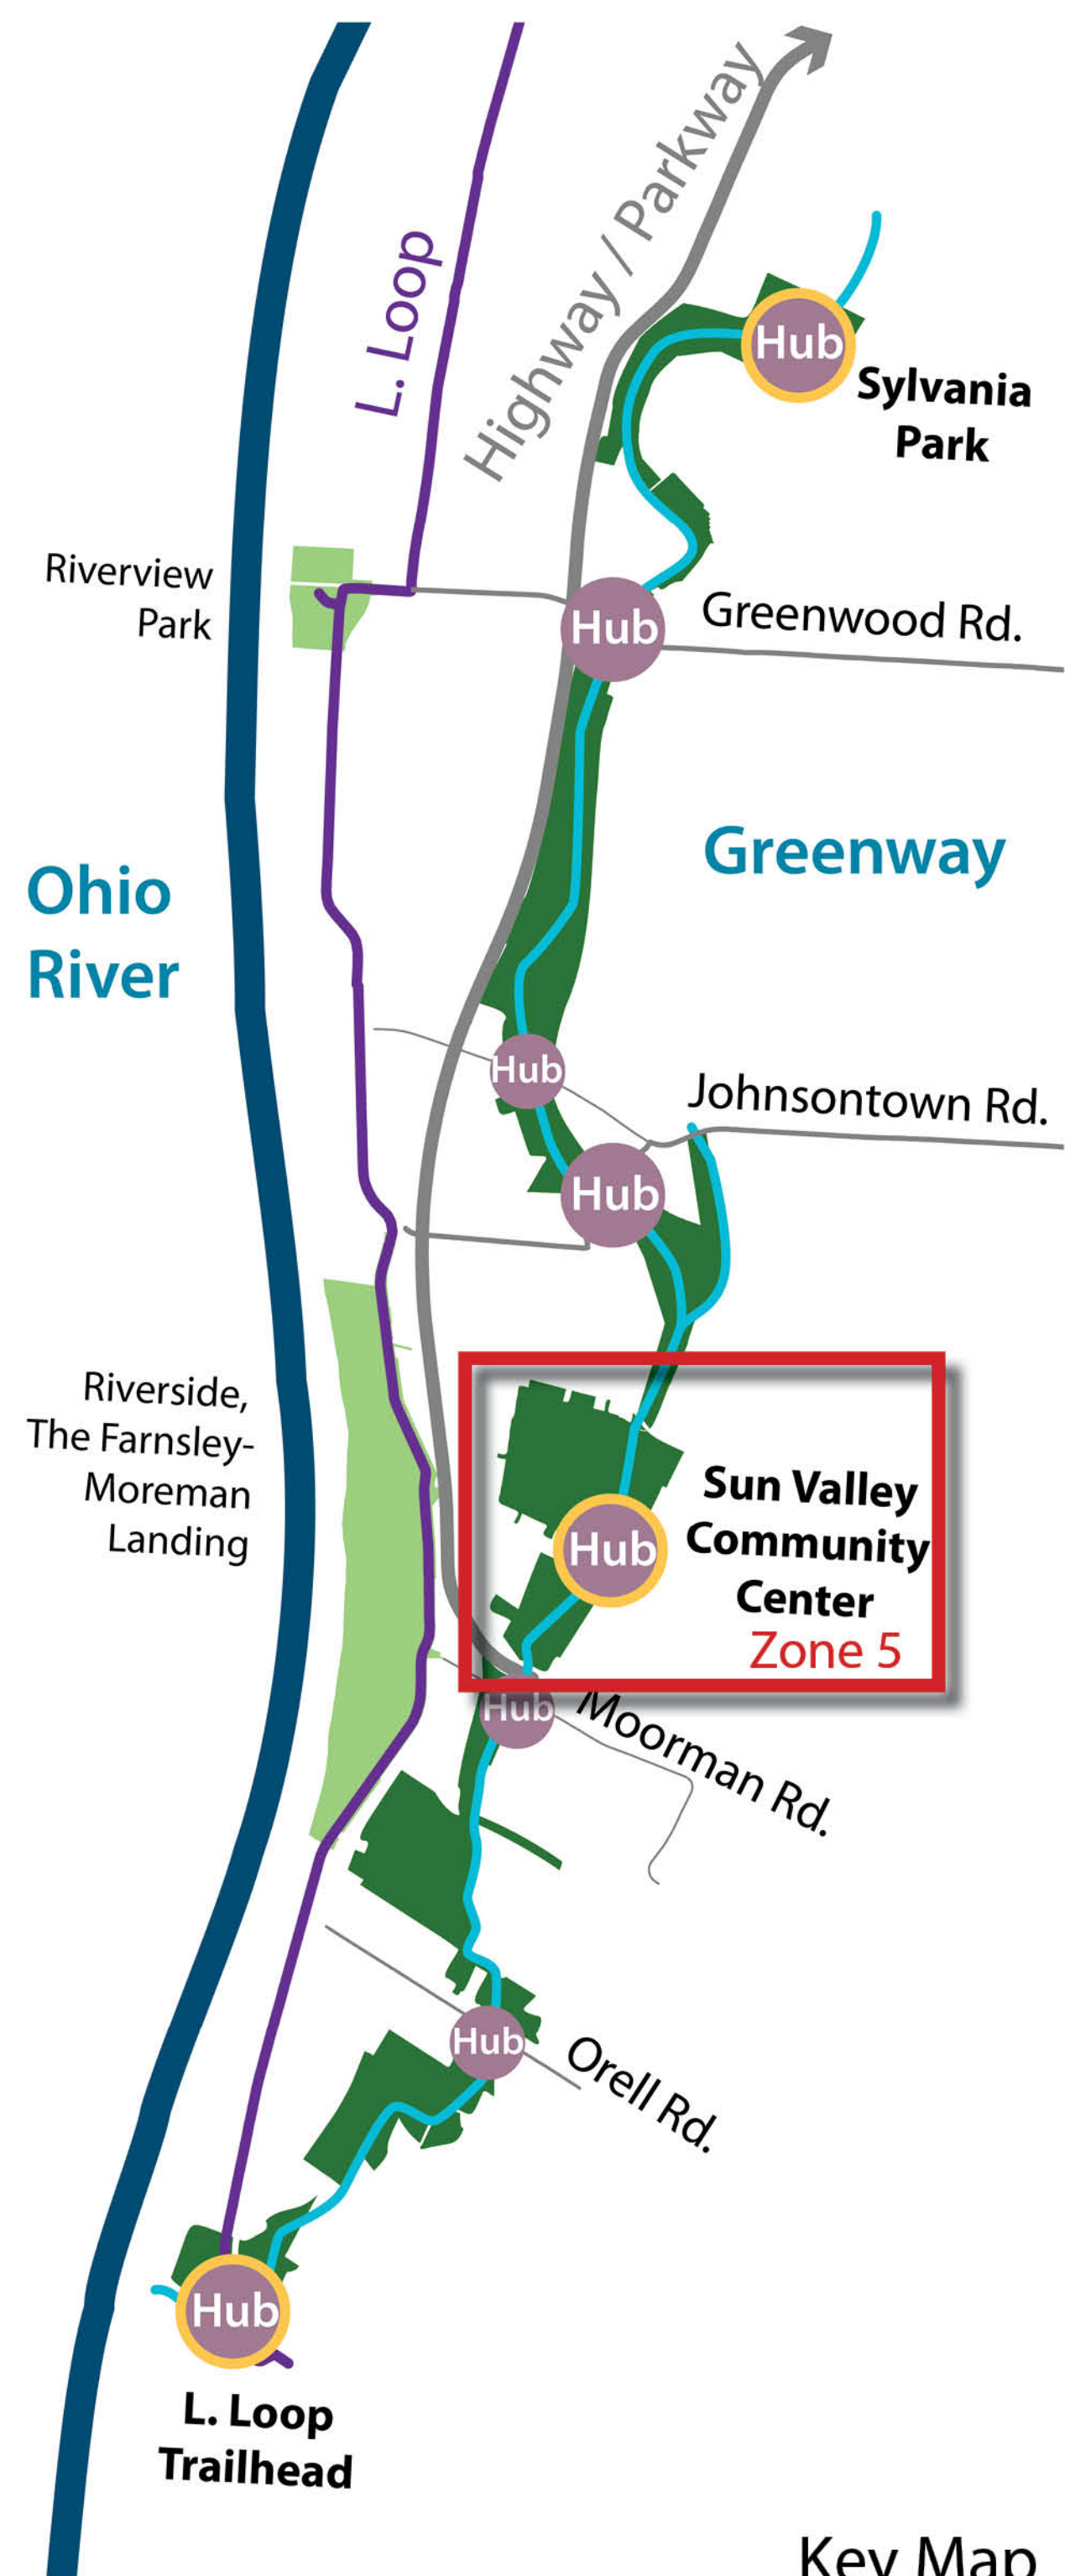 L. Loop
Highway / Parkway
Hub
Sylvania
Park
Riverview
Park
Hub
Greenwood Rd.
Ohio
River
Greenway
Hub
Johnsontown Rd.
Hub
Riverside,
The Farnsley-
Moreman
Landing
Sun Valley
Community
Center
Hub
Zone 5
Hub
Moorman Rd.
Hub
Orell Rd.
Hub
L. Loop
Trailhead
Key Map